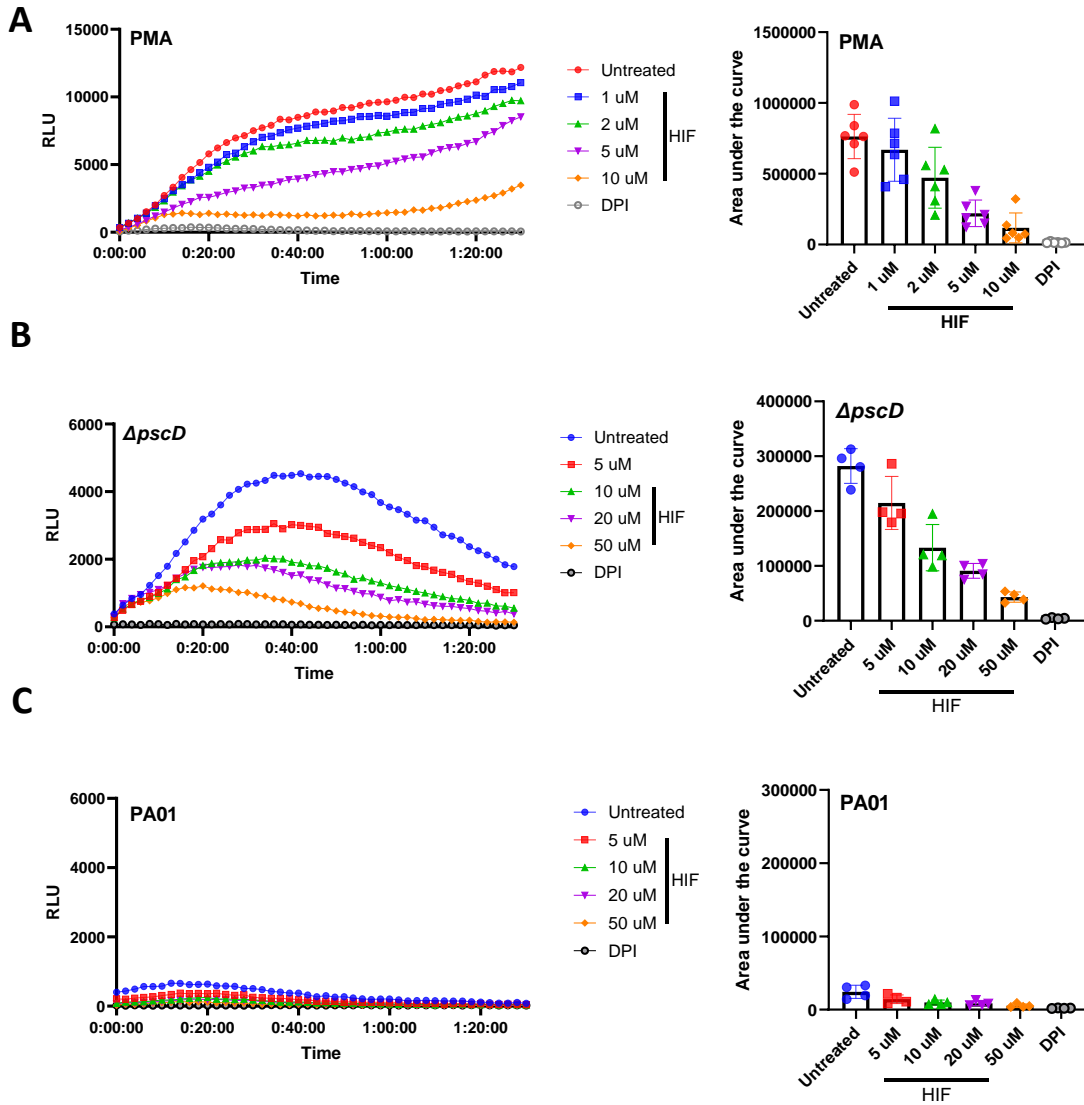 A
PMA
15000
10000
5000
0
RLU
0:00:00
0:20:00
0:40:00
1:00:00
1:20:00
Time
Untreated
1 uM
2 uM
5 uM
10 uM
DPI
HIF
PMA
1500000
1000000
500000
0
Area under the curve
Untreated
1 uM
2 uM
5 uM
10 uM
DPI
HIF
B
ΔpscD
6000
4000
2000
0
RLU
0:00:00
0:20:00
0:40:00
1:00:00
1:20:00
Time
Untreated
5 uM
10 uM
20 uM
50 uM
DPI
HIF
ΔpscD
400000
300000
200000
100000
0
Area under the curve
Untreated
5 uM
10 uM
20 uM
50 uM
DPI
HIF
C
PA01
6000
4000
2000
0
RLU
0:00:00
0:20:00
0:40:00
1:00:00
1:20:00
Time
Untreated
5 uM
10 uM
20 uM
50 uM
DPI
HIF
PA01
300000
200000
100000
0
Area under the curve
Untreated
5 uM
10 uM
20 uM
50 uM
DPI
HIF